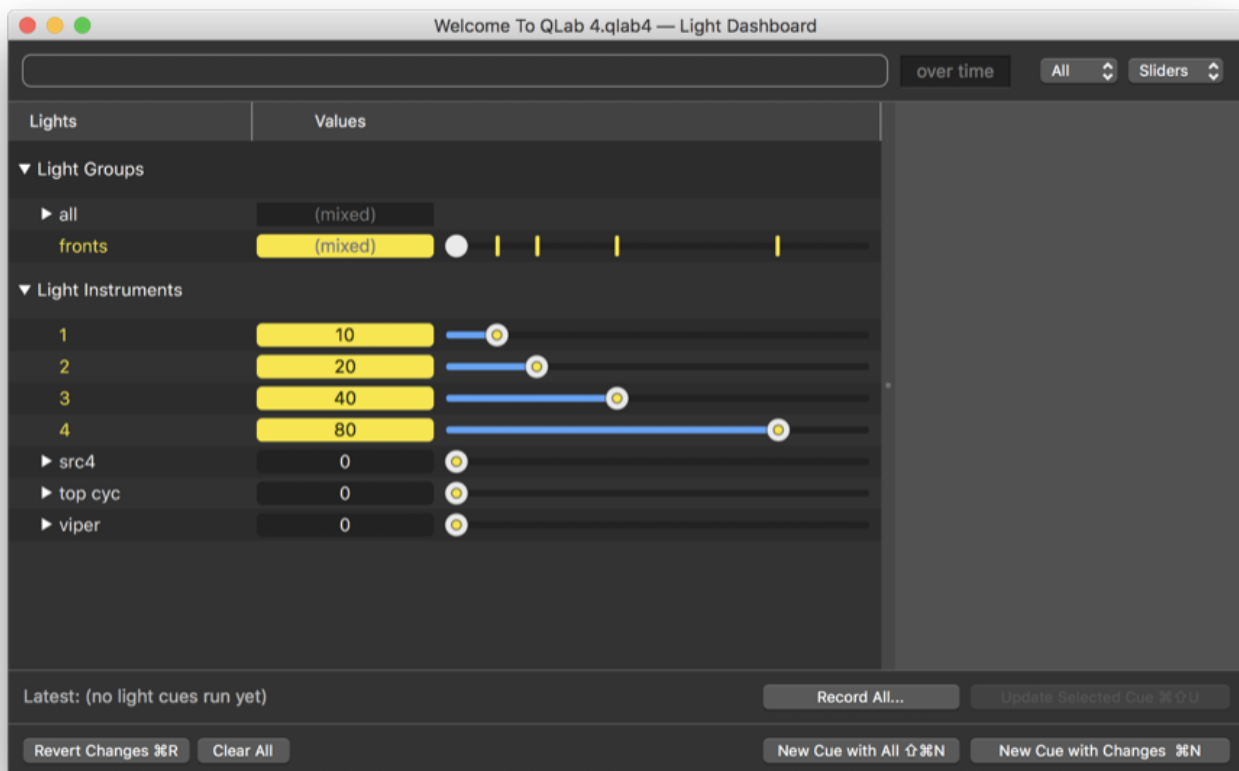 Welcome To QLab 4.qlab4 — Light Dashboard
over time All Sliders
Lights Values
Light Groups
all (mixed)
fronts (mixed)
Light Instruments
1 10
2 20
3 40
4 80
src4 0
top cyc 0
viper 0
Latest: (no light cues run yet) Record All... Update Selected Cue ⌘⇧U
Revert Changes ⌘R Clear All New Cue with All ⇧⌘N New Cue with Changes ⌘N